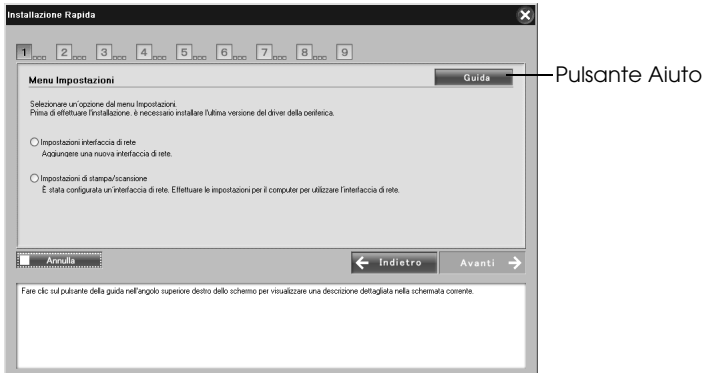 Installazione Rapida
1 2 3 4 5 6 7 8 9
Menu Impostazioni
Guida
Pulsante Aiuto
Selezionare un'opzione dal menu Impostazioni.
Prima di effettuare l'installazione, è necessario installare l'ultima versione del driver della periferica.
Impostazioni interfaccia di rete
Aggiungere una nuova interfaccia di rete.
Impostazioni di stampa/scansione
È stata configurata un'interfaccia di rete. Effettuare le impostazioni per il computer per utilizzare l'interfaccia di rete.
Annulla
Indietro
Avanti
Fare clic sul pulsante della guida nell'angolo superiore destro dello schermo per visualizzare una descrizione dettagliata nella schermata corrente.